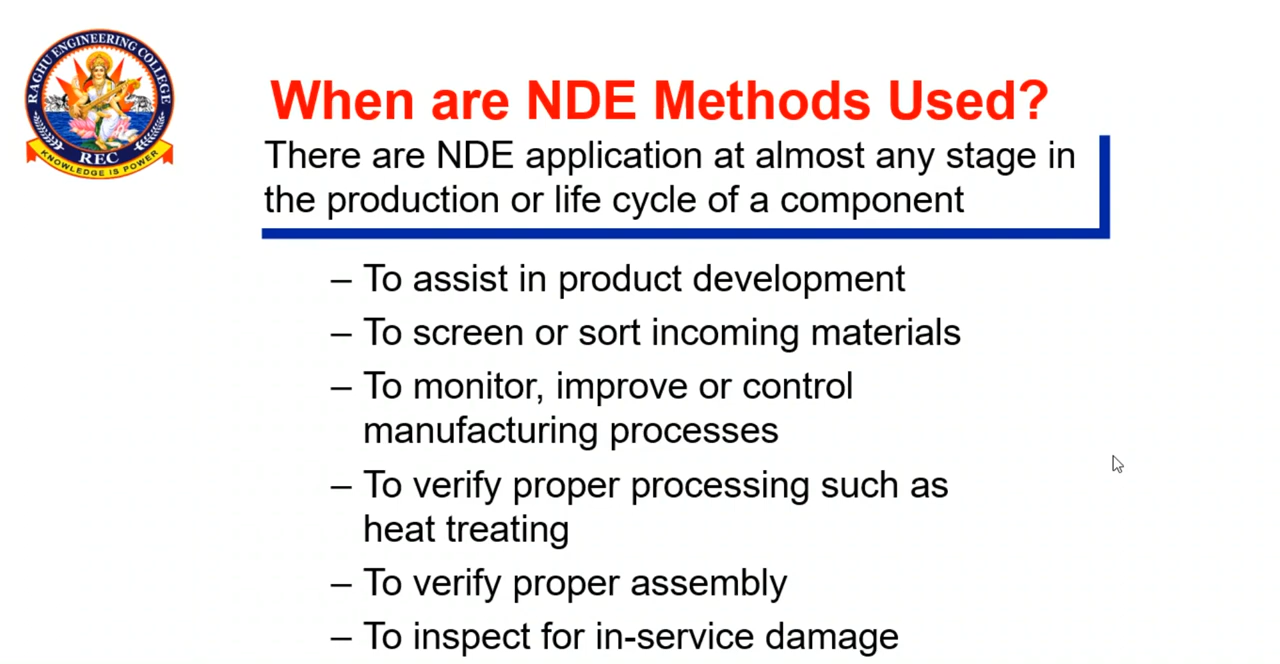 RAGHU ENGINEERING COLLEGE
REC
KNOWLEDGE IS POWER
When are NDE Methods Used?
There are NDE application at almost any stage in
the production or life cycle of a component
– To assist in product development
– To screen or sort incoming materials
– To monitor, improve or control
manufacturing processes
– To verify proper processing such as
heat treating
– To verify proper assembly
– To inspect for in-service damage